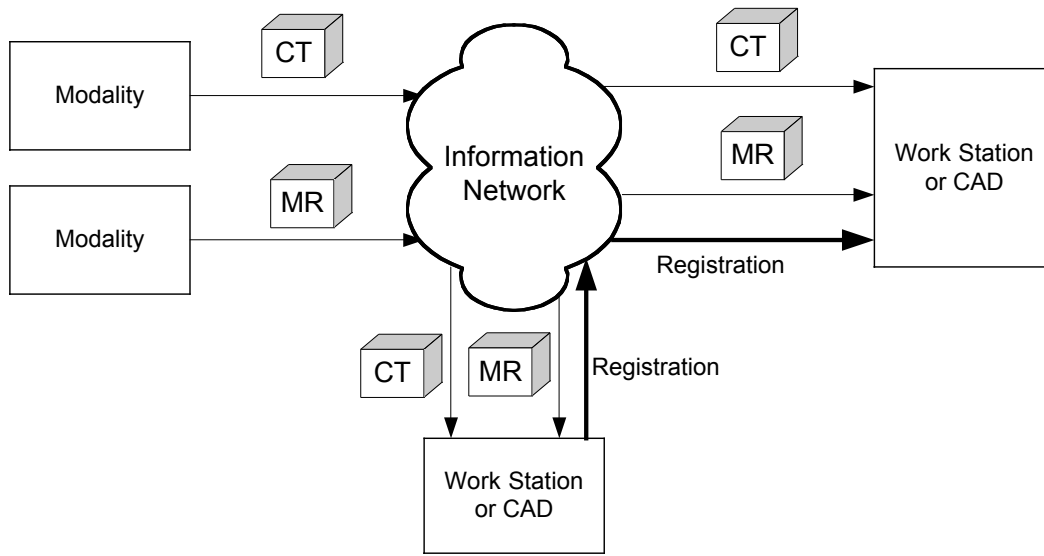 CT
CT
Modality
Information
Network
MR
Work Station
or CAD
MR
Modality
Registration
CT
MR
Registration
Work Station
or CAD